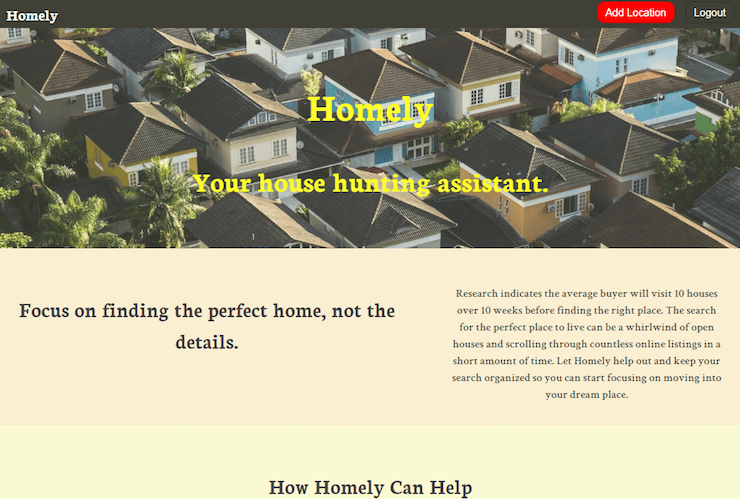 Homely
Add Location
Logout
Homely
Your house hunting assistant.
Focus on finding the perfect home, not the
details.
Research indicates the average buyer will visit 10 houses
over 10 weeks before finding the right place. The search
for the perfect place to live can be a whirlwind of open
houses and scrolling through countless online listings in a
short amount of time. Let Homely help out and keep your
search organized so you can start focusing on moving into
your dream place.
How Homely Can Help